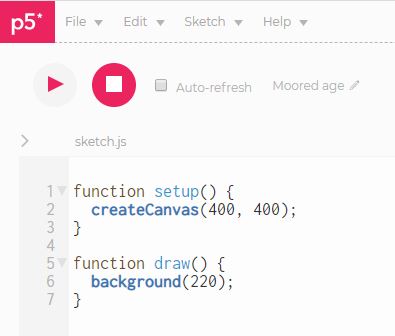 p5* File Edit Sketch Help
Auto-refresh Moored age
sketch.js
1 function setup() {
2   createCanvas(400, 400);
3 }
4
5 function draw() {
6   background(220);
7 }